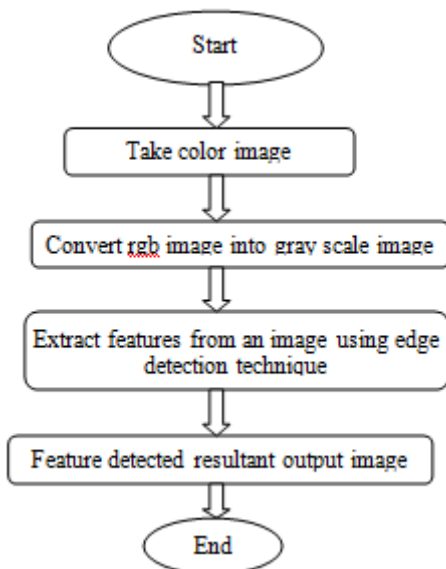 Start
Take color image
Convert rgb image into gray scale image
Extract features from an image using edge
detection technique
Feature detected resultant output image
End